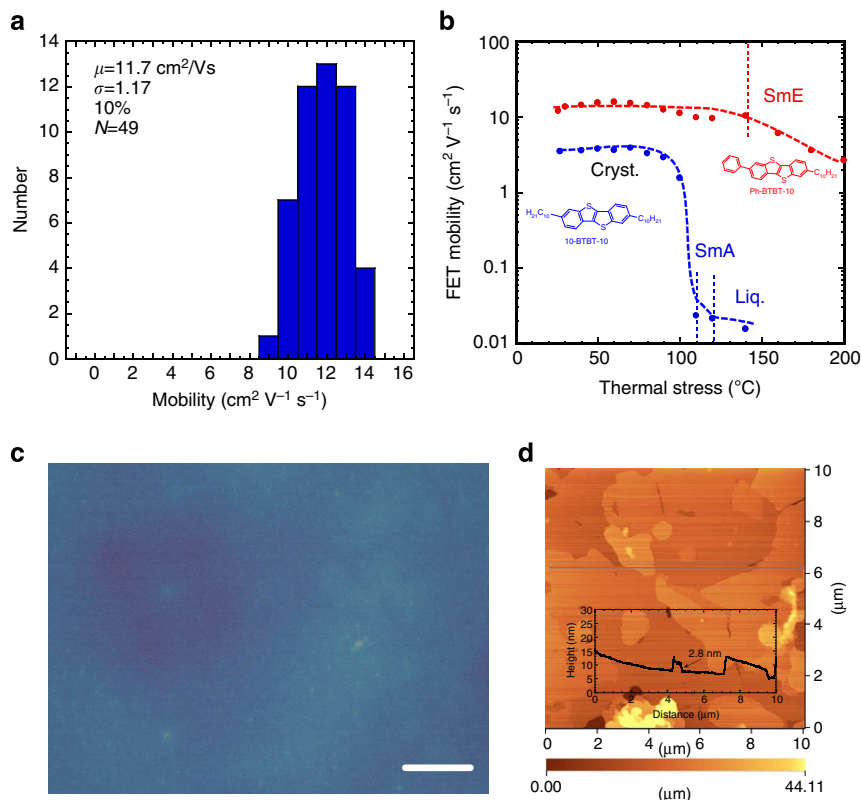 a
14
12
10
8
6
4
2
0
Number
μ=11.7 cm²/Vs
σ=1.17
10%
N=49
0 2 4 6 8 10 12 14 16
Mobility (cm² V⁻¹ s⁻¹)
b
100
10
1
0.1
0.01
FET mobility (cm² V⁻¹ s⁻¹)
SmE
Cryst.
Ph-BTBT-10
C₁₀H₂₁
S
S
H₂₁C₁₀
S
S
C₁₀H₂₁
10-BTBT-10
SmA
Liq.
0 50 100 150 200
Thermal stress (°C)
c
d
10
8
6
4
2
0
(μm)
30
25
20
15
10
5
0
Height (nm)
2.8 nm
0 2 4 6 8 10
Distance (μm)
0 2 4 6 8 10
(μm)
0.00 44.11
(μm)